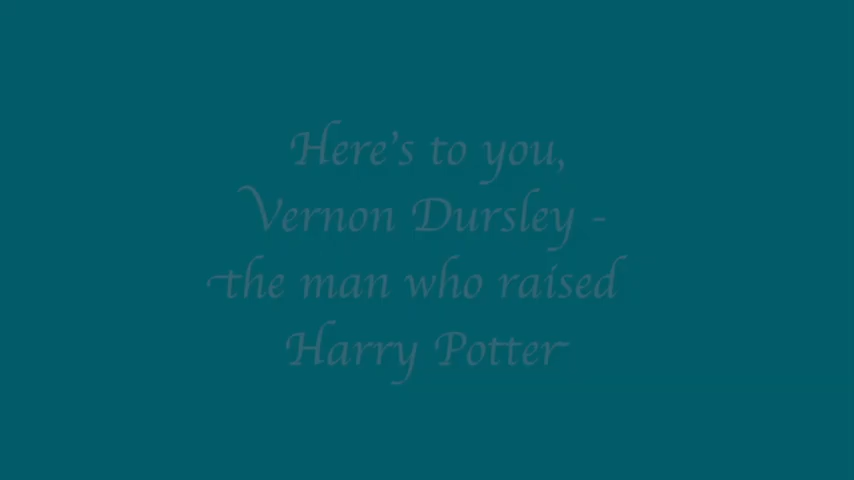 Here's to you,
Vernon Dursley -
the man who raised
Harry Potter